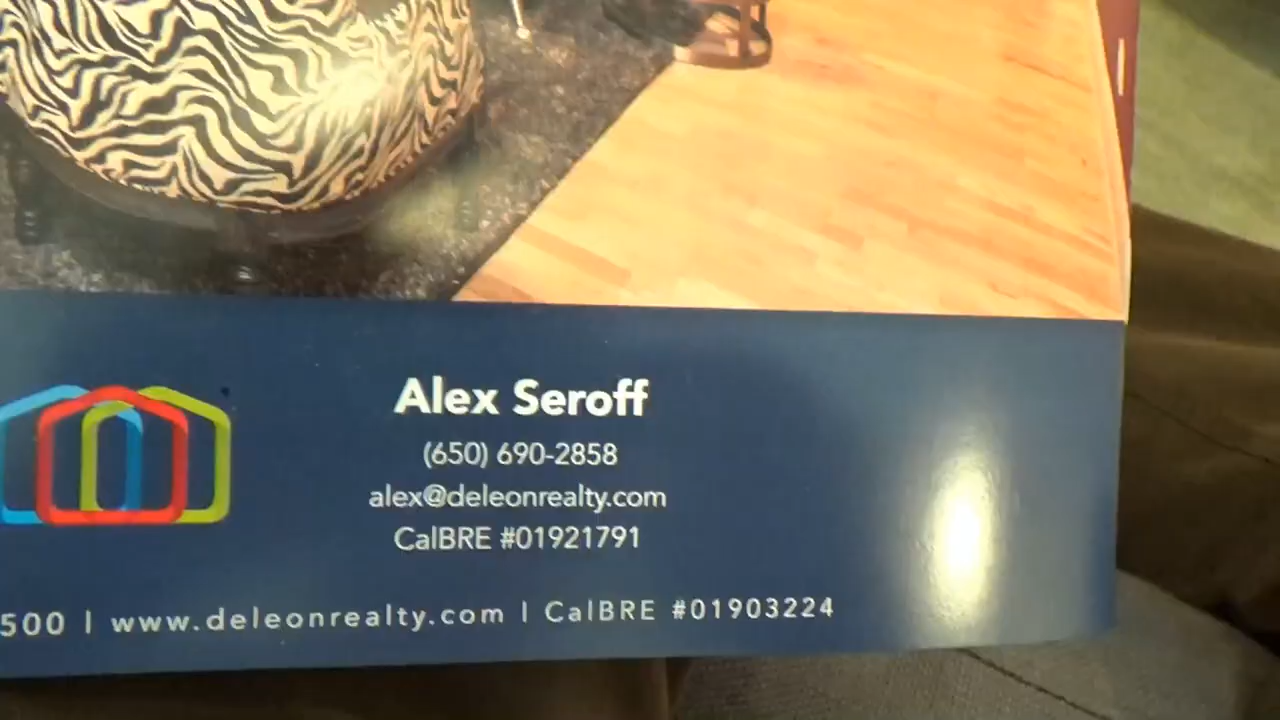 Alex Seroff
(650) 690-2858
alex@deleonrealty.com
CalBRE #01921791
500 | www.deleonrealty.com | CalBRE #01903224